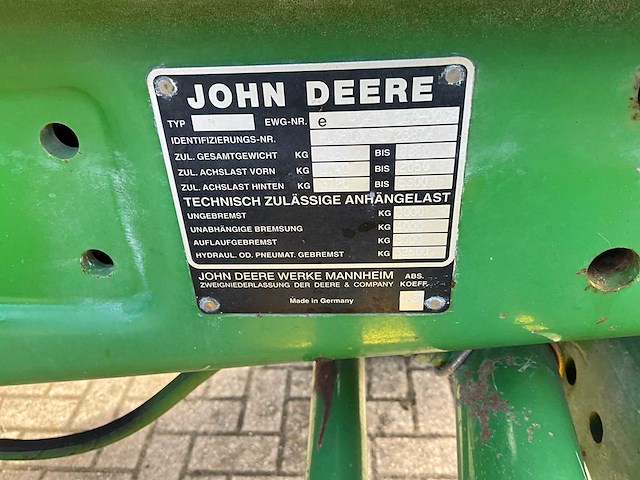 JOHN DEERE
TYP EWG-NR. e
IDENTIFIZIERUNGS-NR.
ZUL. GESAMTGEWICHT KG BIS
ZUL. ACHSLAST VORN KG BIS
ZUL. ACHSLAST HINTEN KG BIS
TECHNISCH ZULÄSSIGE ANHÄNGELAST
UNGEBREMST KG
UNABHÄNGIGE BREMSUNG KG
AUFLAUFGEBREMST KG
HYDRAUL. OD. PNEUMAT. GEBREMST KG
JOHN DEERE WERKE MANNHEIM ABS.
ZWEIGNIEDERLASSUNG DER DEERE & COMPANY KOEFF.
Made in Germany